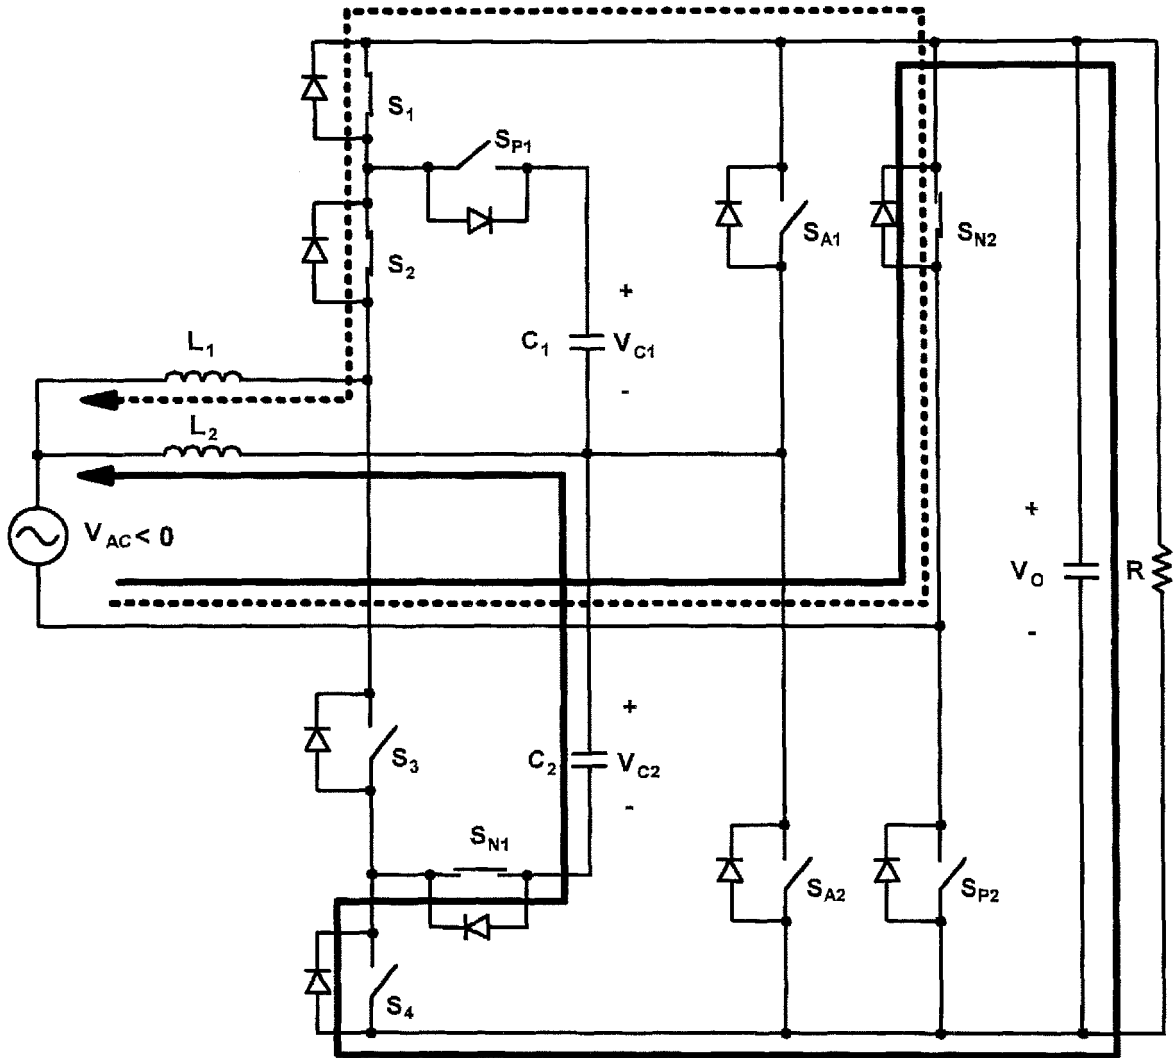 S1
SP1
S2
SA1
SN2
+
C1 VC1
-
L1
L2
VAC < 0
+
VO R
-
S3
+
C2 VC2
-
SN1
SA2
SP2
S4